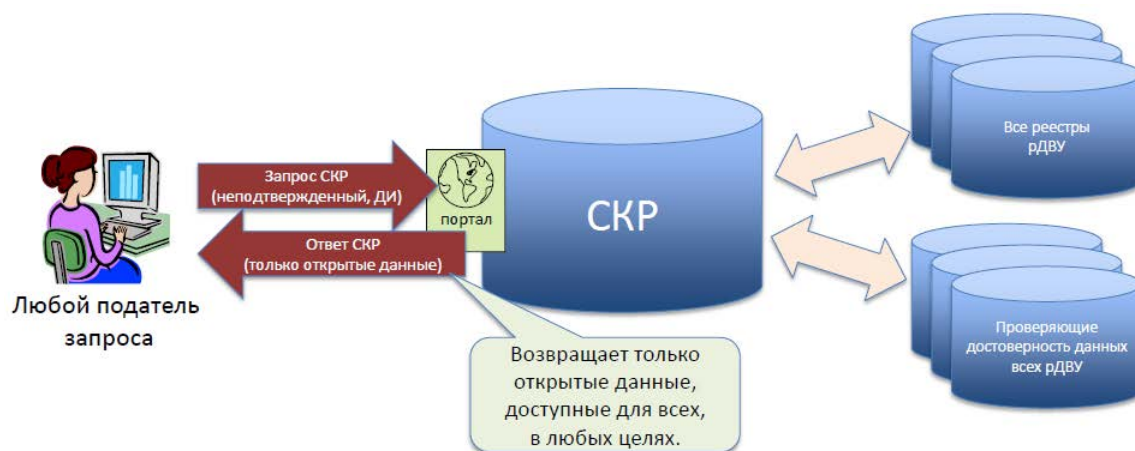 Любой податель
запроса
Запрос СКР
(неподтвержденный, ДИ)
Ответ СКР
(только открытые данные)
портал
СКР
Возвращает только
открытые данные,
доступные для всех,
в любых целях.
Все реестры
рДВУ
Проверяющие
достоверность данных
всех рДВУ